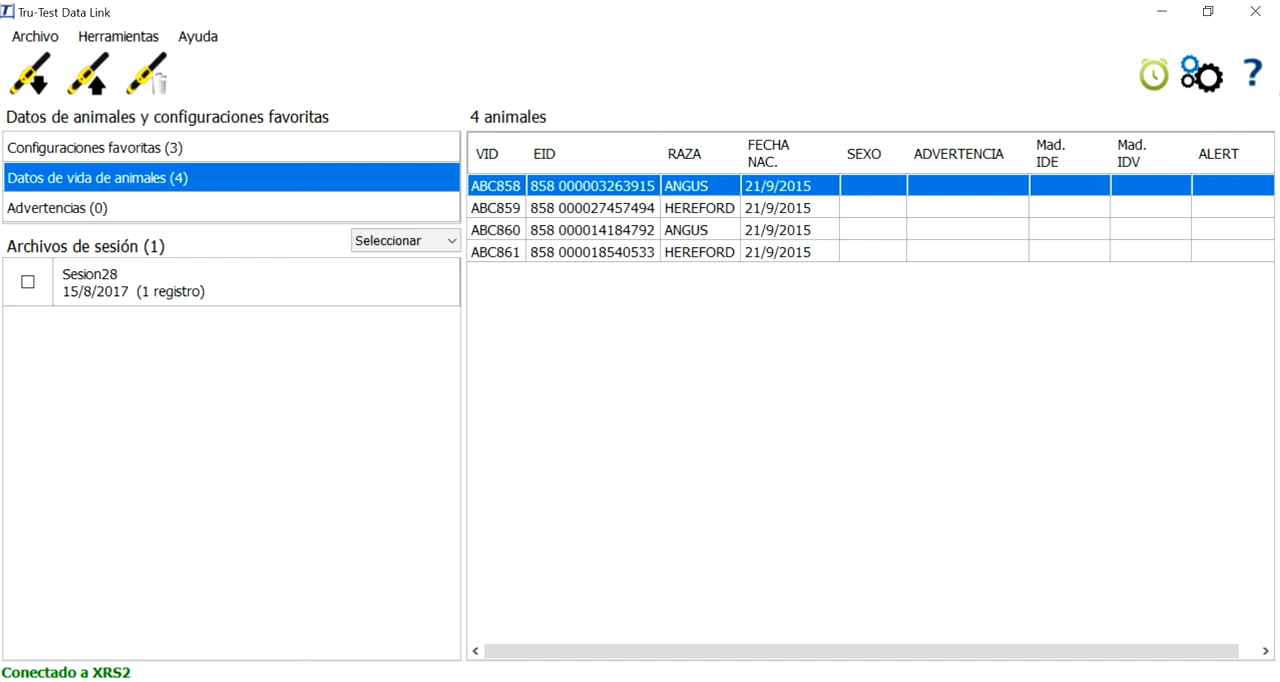 Tru-Test Data Link
Archivo Herramientas Ayuda
?
Datos de animales y configuraciones favoritas
Configuraciones favoritas (3)
Datos de vida de animales (4)
Advertencias (0)
Archivos de sesión (1)
Seleccionar
Sesion28
15/8/2017 (1 registro)
4 animales
VID EID RAZA FECHA NAC. SEXO ADVERTENCIA Mad. IDE Mad. IDV ALERT
ABC858 858 000003263915 ANGUS 21/9/2015
ABC859 858 000027457494 HEREFORD 21/9/2015
ABC860 858 000014184792 ANGUS 21/9/2015
ABC861 858 000018540533 HEREFORD 21/9/2015
Conectado a XRS2